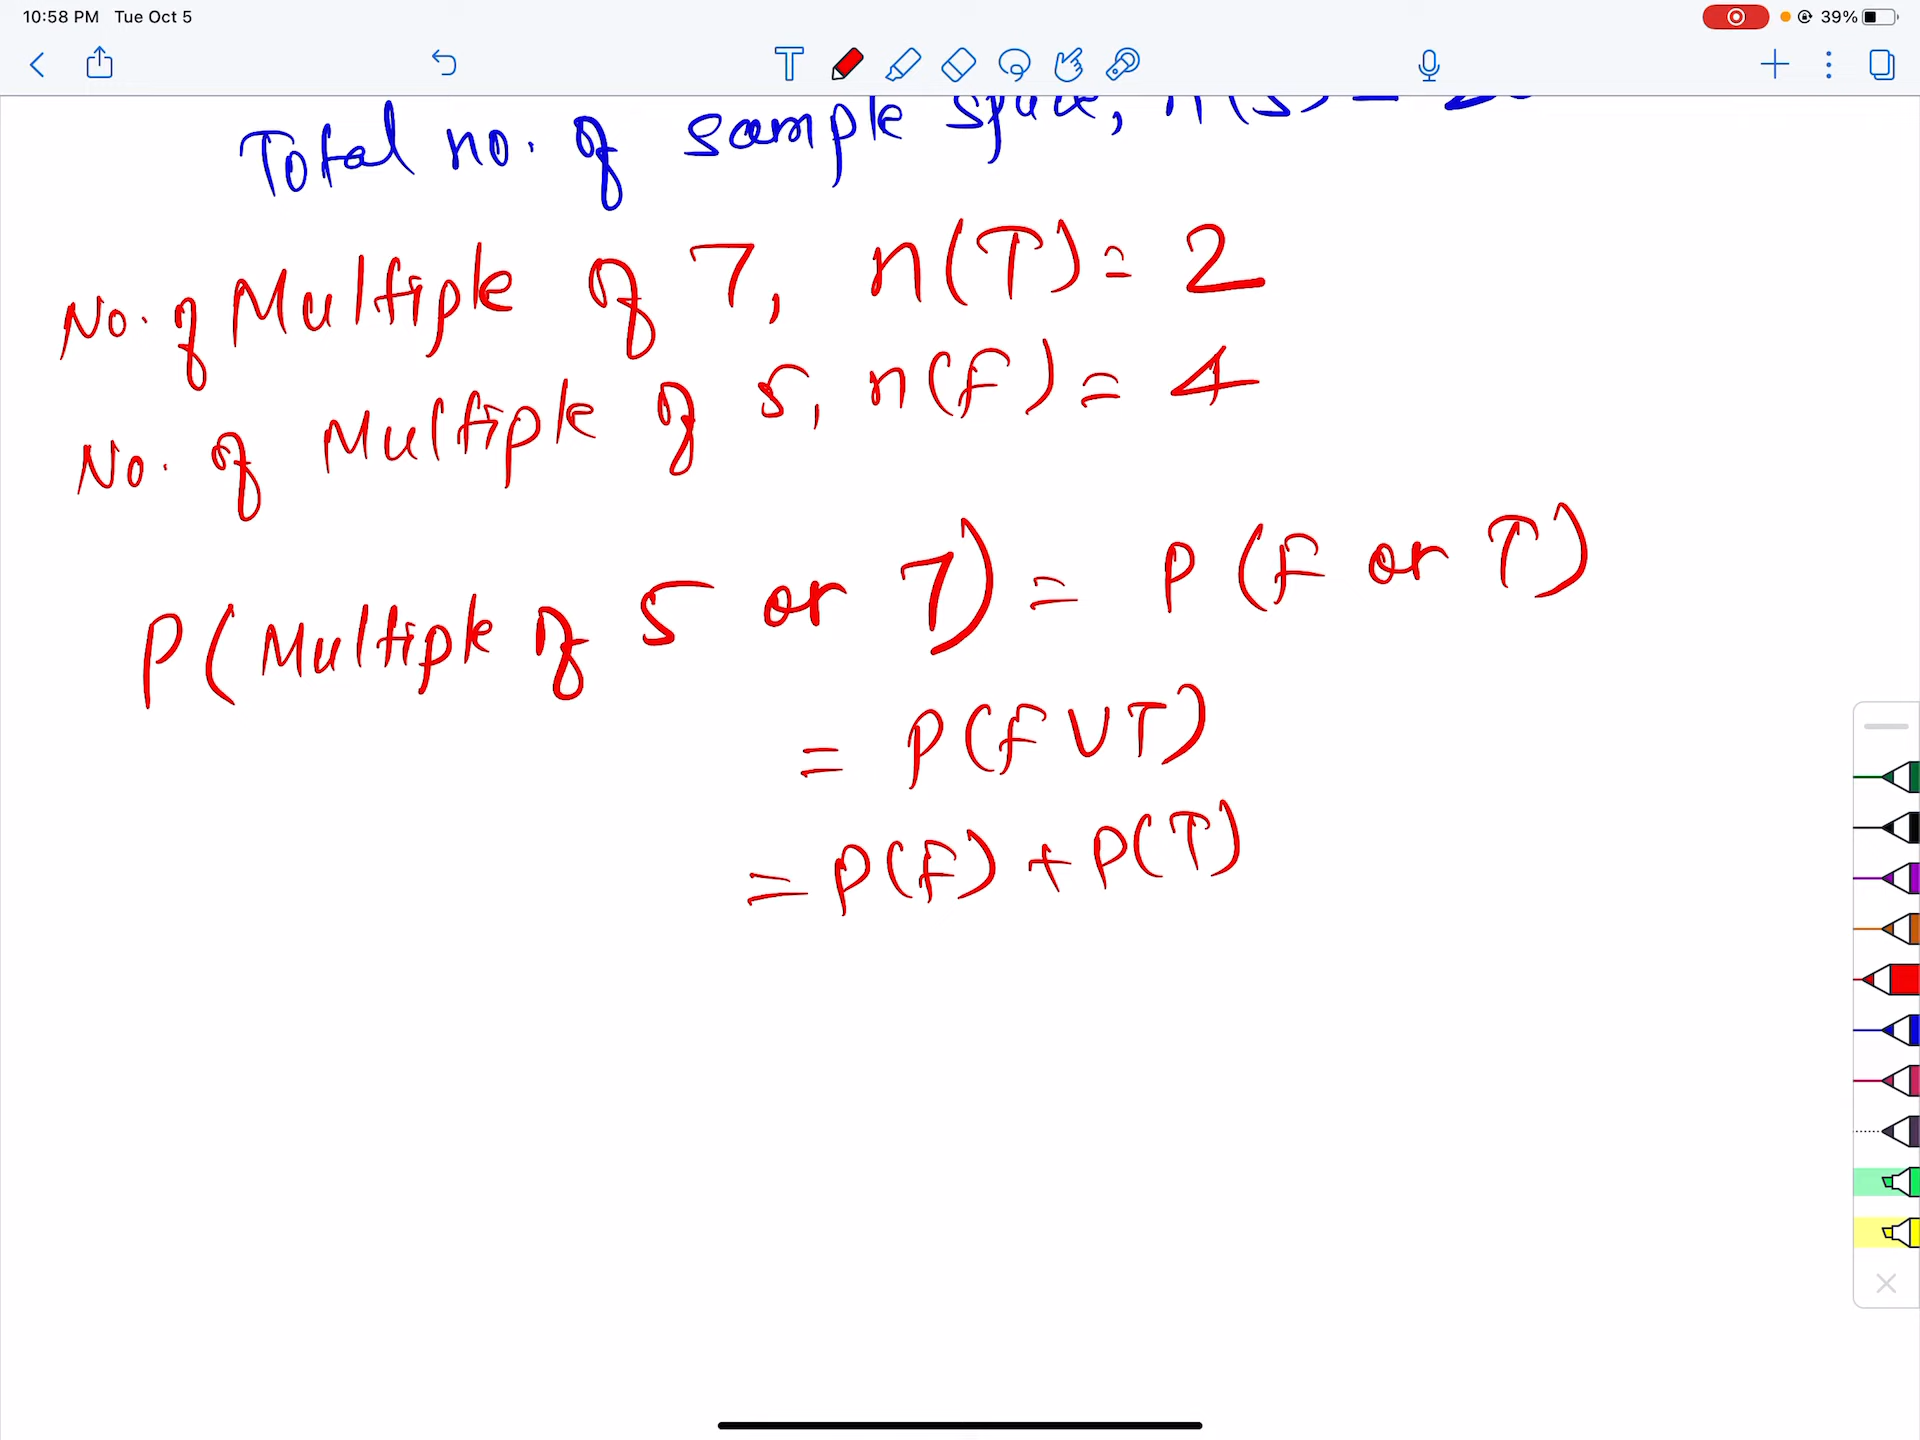 10:58 PM Tue Oct 5
39%
Total no. of sample space, n(s) = 20
No. of Multiple of 7, n(T) = 2
No. of Multiple of 5, n(F) = 4
P(Multiple of 5 or 7) = P(F or T)
= P(F ∪ T)
= P(F) + P(T)